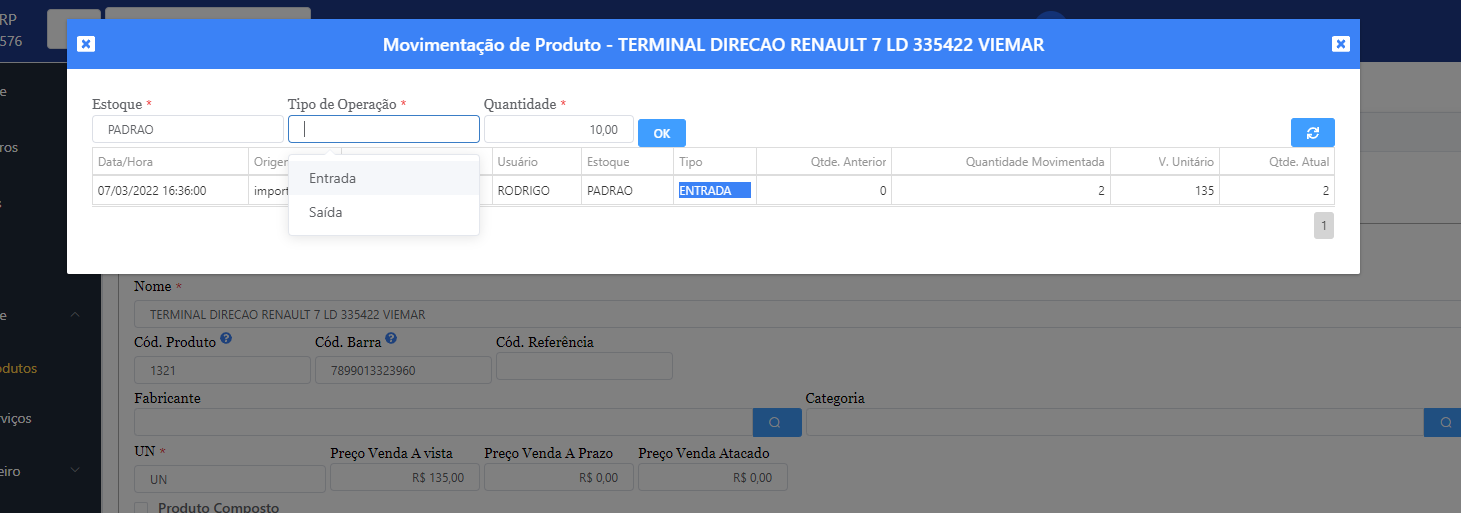 RP
576
Movimentação de Produto - TERMINAL DIRECAO RENAULT 7 LD 335422 VIEMAR
Estoque * Tipo de Operação * Quantidade *
PADRAO 10,00 OK
Data/Hora Usuário Estoque Tipo Qtde. Anterior Quantidade Movimentada V. Unitário Qtde. Atual
07/03/2022 16:36:00 import RODRIGO PADRAO ENTRADA 0 2 135 2
Entrada
Saída
1
Nome *
TERMINAL DIRECAO RENAULT 7 LD 335422 VIEMAR
Cód. Produto ? Cód. Barra ? Cód. Referência
1321 7899013323960
Fabricante Categoria
UN * Preço Venda A vista Preço Venda A Prazo Preço Venda Atacado
UN R$ 135,00 R$ 0,00 R$ 0,00
Produto Composto
e
ros
s
e
odutos
rviços
eiro